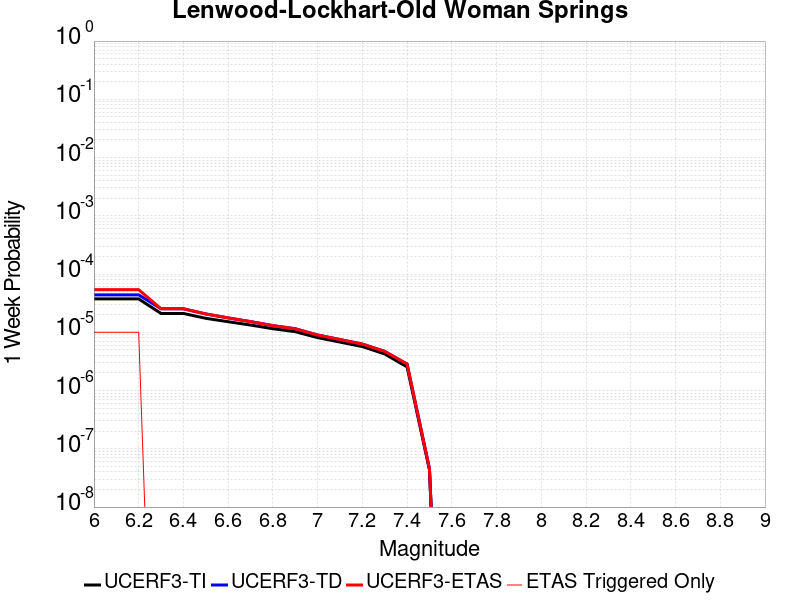 Lenwood-Lockhart-Old Woman Springs
10^0
10^-1
10^-2
10^-3
10^-4
10^-5
10^-6
10^-7
10^-8
1 Week Probability
6 6.2 6.4 6.6 6.8 7 7.2 7.4 7.6 7.8 8 8.2 8.4 8.6 8.8 9
Magnitude
UCERF3-TI UCERF3-TD UCERF3-ETAS ETAS Triggered Only